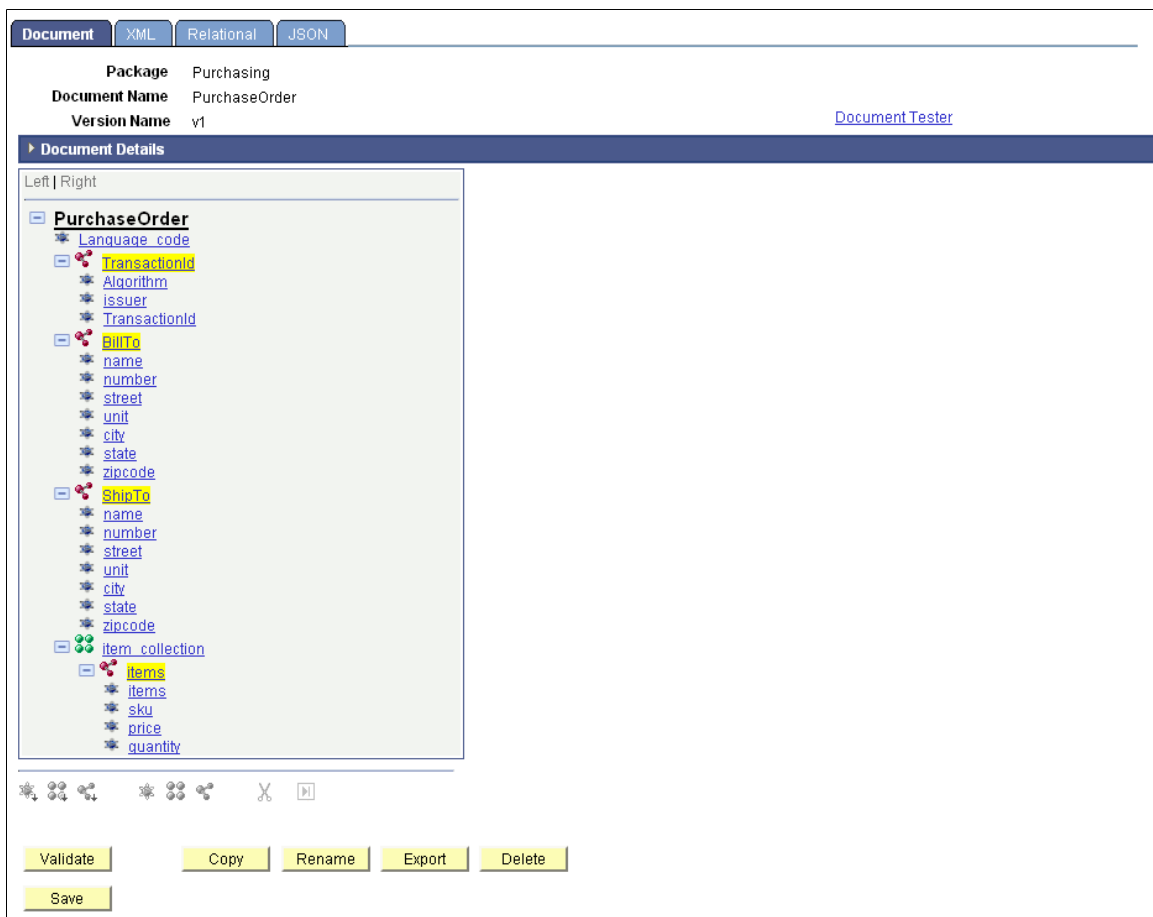 Document XML Relational JSON
Package Purchasing
Document Name PurchaseOrder
Version Name v1 Document Tester
Document Details
Left | Right
PurchaseOrder
Language_code
TransactionId
Algorithm
issuer
TransactionId
BillTo
name
number
street
unit
city
state
zipcode
ShipTo
name
number
street
unit
city
state
zipcode
item_collection
items
items
sku
price
quantity
Validate Copy Rename Export Delete
Save